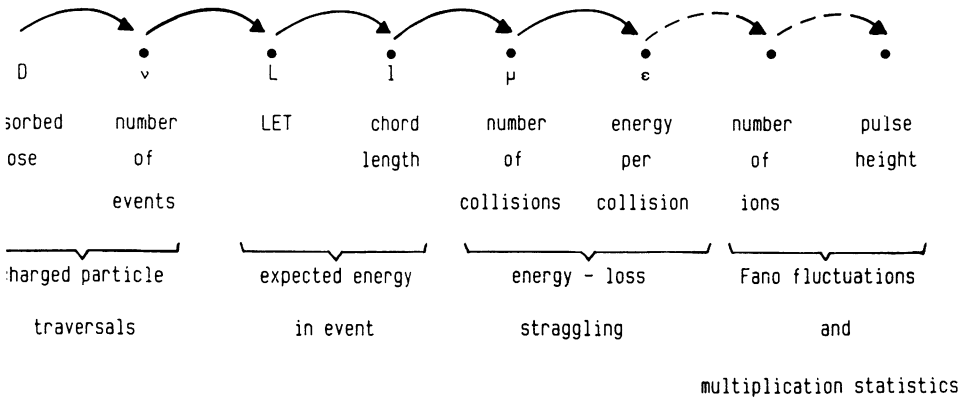 D ν L l μ ε
sorbed number LET chord number energy number pulse
ose of length of per of height
events collisions collision ions
charged particle expected energy energy - loss Fano fluctuations
traversals in event straggling and
multiplication statistics